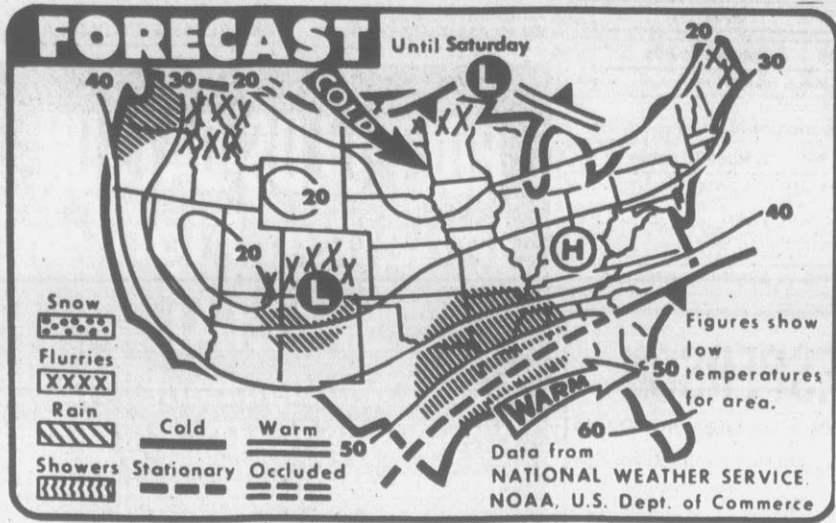 FORECAST Until Saturday
40 30 20
COLD
L
20
30
20
20
40
L
H
Snow
Flurries
XXXX
Rain
Showers
Cold Warm
Stationary Occluded
50
WARM
50
60
Figures show
low
temperatures
for area.
Data from
NATIONAL WEATHER SERVICE.
NOAA, U.S. Dept. of Commerce